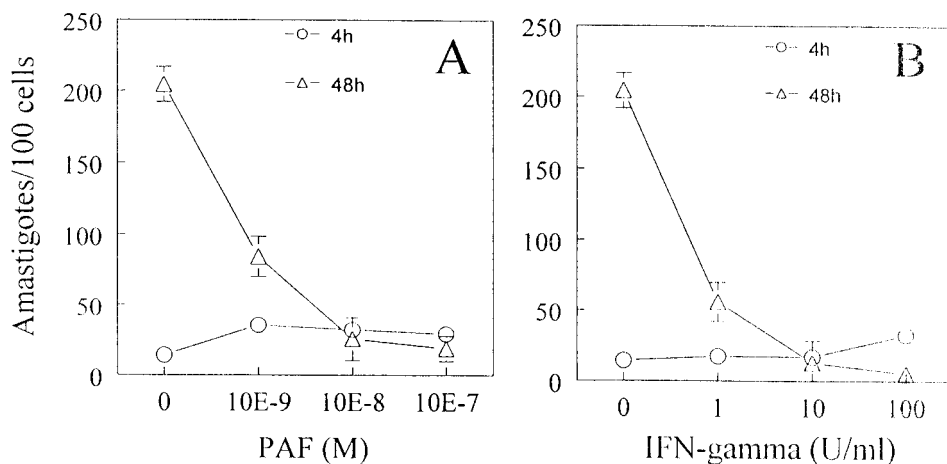 Amastigotes/100 cells
250
200
150
100
50
0
4h
48h
A
0
10E-9
10E-8
10E-7
PAF (M)
250
200
150
100
50
0
4h
48h
B
0
1
10
100
IFN-gamma (U/ml)